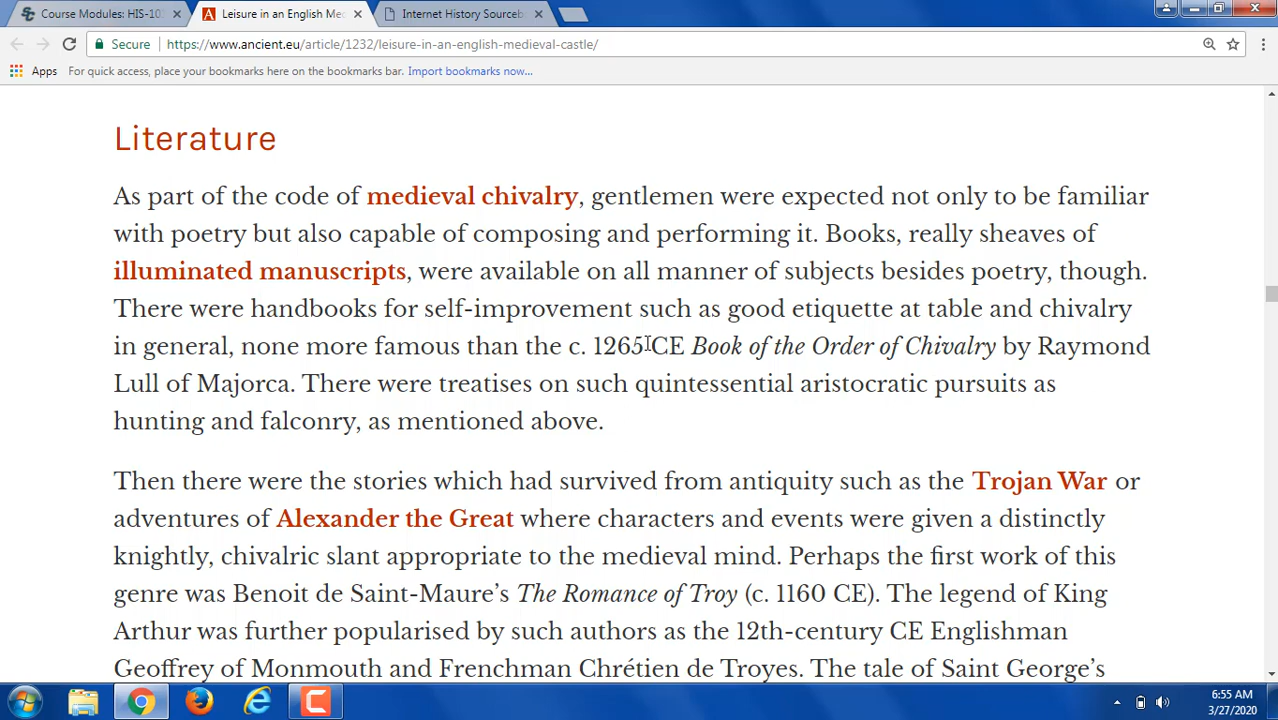 Course Modules: HIS-10
Leisure in an English Me
Internet History Sourceb
Secure
https://www.ancient.eu/article/1232/leisure-in-an-english-medieval-castle/
Apps
For quick access, place your bookmarks here on the bookmarks bar. Import bookmarks now...
Literature
As part of the code of medieval chivalry, gentlemen were expected not only to be familiar
with poetry but also capable of composing and performing it. Books, really sheaves of
illuminated manuscripts, were available on all manner of subjects besides poetry, though.
There were handbooks for self-improvement such as good etiquette at table and chivalry
in general, none more famous than the c. 1265 CE Book of the Order of Chivalry by Raymond
Lull of Majorca. There were treatises on such quintessential aristocratic pursuits as
hunting and falconry, as mentioned above.
Then there were the stories which had survived from antiquity such as the Trojan War or
adventures of Alexander the Great where characters and events were given a distinctly
knightly, chivalric slant appropriate to the medieval mind. Perhaps the first work of this
genre was Benoit de Saint-Maure’s The Romance of Troy (c. 1160 CE). The legend of King
Arthur was further popularised by such authors as the 12th-century CE Englishman
Geoffrey of Monmouth and Frenchman Chrétien de Troyes. The tale of Saint George’s
6:55 AM
3/27/2020